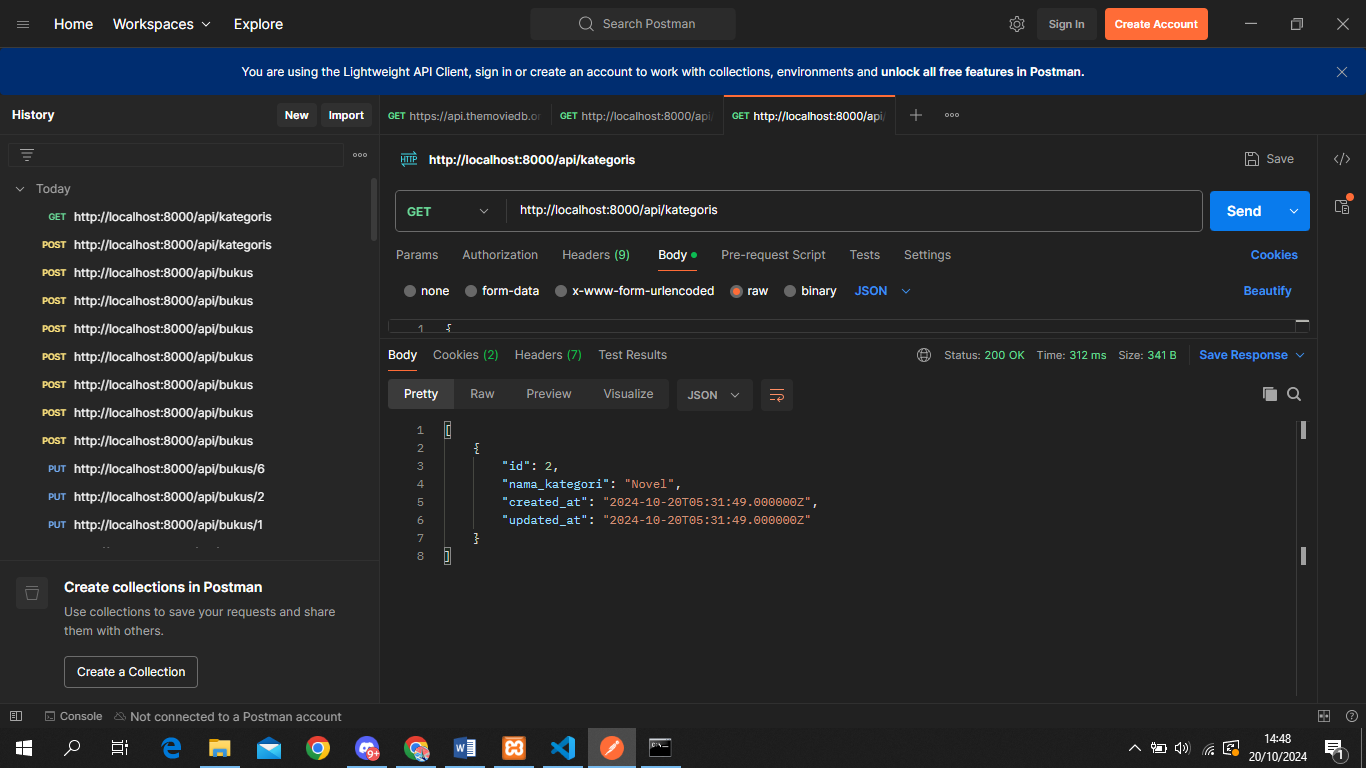 Home Workspaces Explore Search Postman Sign In Create Account
You are using the Lightweight API Client, sign in or create an account to work with collections, environments and unlock all free features in Postman.
History New Import
GET https://api.themoviedb.or
GET http://localhost:8000/api/
GET http://localhost:8000/api/
HTTP http://localhost:8000/api/kategoris Save
Today
GET http://localhost:8000/api/kategoris
POST http://localhost:8000/api/kategoris
POST http://localhost:8000/api/bukus
POST http://localhost:8000/api/bukus
POST http://localhost:8000/api/bukus
POST http://localhost:8000/api/bukus
POST http://localhost:8000/api/bukus
POST http://localhost:8000/api/bukus
POST http://localhost:8000/api/bukus
PUT http://localhost:8000/api/bukus/6
PUT http://localhost:8000/api/bukus/2
PUT http://localhost:8000/api/bukus/1
Create collections in Postman
Use collections to save your requests and share
them with others.
Create a Collection
GET http://localhost:8000/api/kategoris Send
Params Authorization Headers (9) Body Pre-request Script Tests Settings Cookies
none form-data x-www-form-urlencoded raw binary JSON Beautify
1 {
Body Cookies (2) Headers (7) Test Results Status: 200 OK Time: 312 ms Size: 341 B Save Response
Pretty Raw Preview Visualize JSON
1 [
2 {
3 "id": 2,
4 "nama_kategori": "Novel",
5 "created_at": "2024-10-20T05:31:49.000000Z",
6 "updated_at": "2024-10-20T05:31:49.000000Z"
7 }
8 ]
Console Not connected to a Postman account
9+
14:48
20/10/2024
1